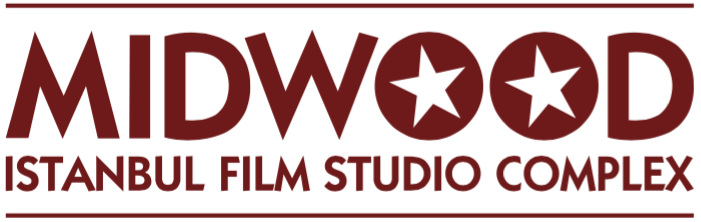 MIDWOOD
ISTANBUL FILM STUDIO COMPLEX